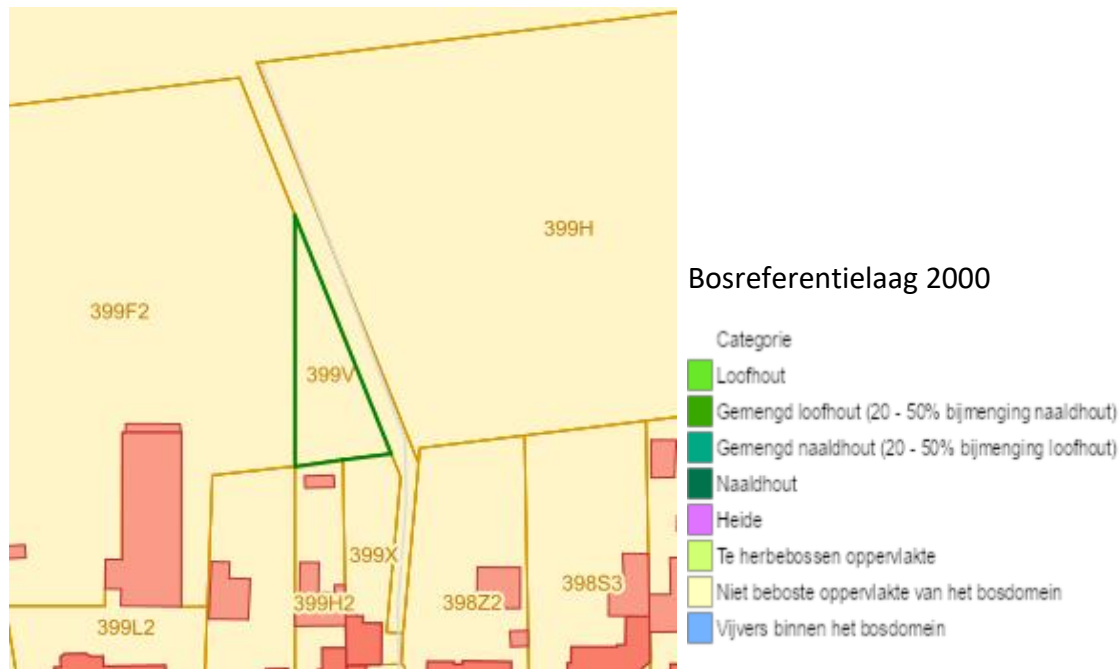 399H
399F2
399V
399X
399H2
398Z2
398S3
399L2
Bosreferentielaag 2000
Categorie
Loofhout
Gemengd loofhout (20 - 50% bijmenging naaldhout)
Gemengd naaldhout (20 - 50% bijmenging loofhout)
Naaldhout
Heide
Te herbebossen oppervlakte
Niet beboste oppervlakte van het bosdomein
Vijvers binnen het bosdomein